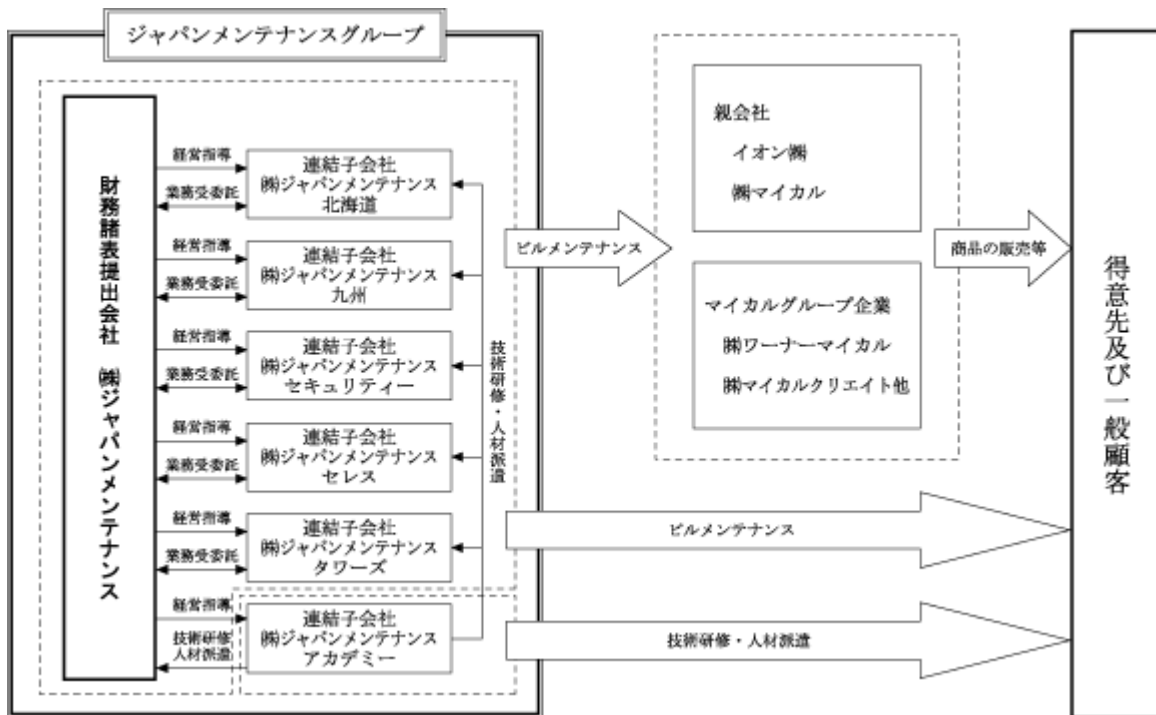 ジャパンメンテナンスグループ
財務諸表提出会社 ㈱ジャパンメンテナンス
経営指導
業務受委託
連結子会社
㈱ジャパンメンテナンス
北海道
経営指導
業務受委託
連結子会社
㈱ジャパンメンテナンス
九州
経営指導
業務受委託
連結子会社
㈱ジャパンメンテナンス
セキュリティー
経営指導
業務受委託
連結子会社
㈱ジャパンメンテナンス
セレス
経営指導
業務受委託
連結子会社
㈱ジャパンメンテナンス
タワーズ
経営指導
技術研修
人材派遣
連結子会社
㈱ジャパンメンテナンス
アカデミー
技術研修・人材派遣
ビルメンテナンス
親会社
イオン㈱
㈱マイカル
マイカルグループ企業
㈱ワーナーマイカル
㈱マイカルクリエイト他
商品の販売等
ビルメンテナンス
技術研修・人材派遣
得意先及び一般顧客